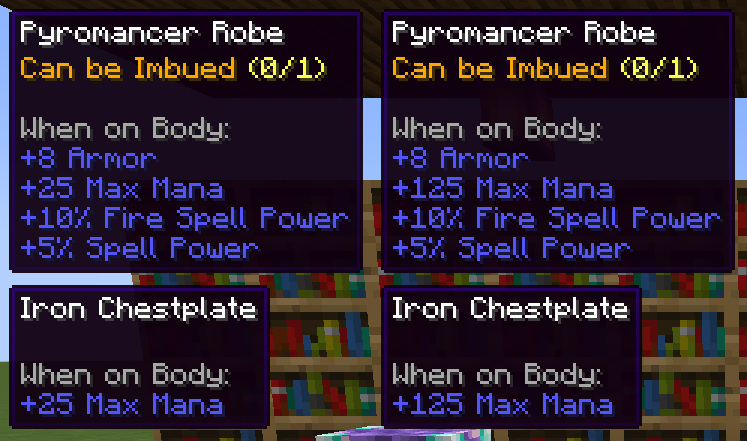 Pyromancer Robe
Can be Imbued (0/1)
When on Body:
+8 Armor
+25 Max Mana
+10% Fire Spell Power
+5% Spell Power
Pyromancer Robe
Can be Imbued (0/1)
When on Body:
+8 Armor
+125 Max Mana
+10% Fire Spell Power
+5% Spell Power
Iron Chestplate
When on Body:
+25 Max Mana
Iron Chestplate
When on Body:
+125 Max Mana